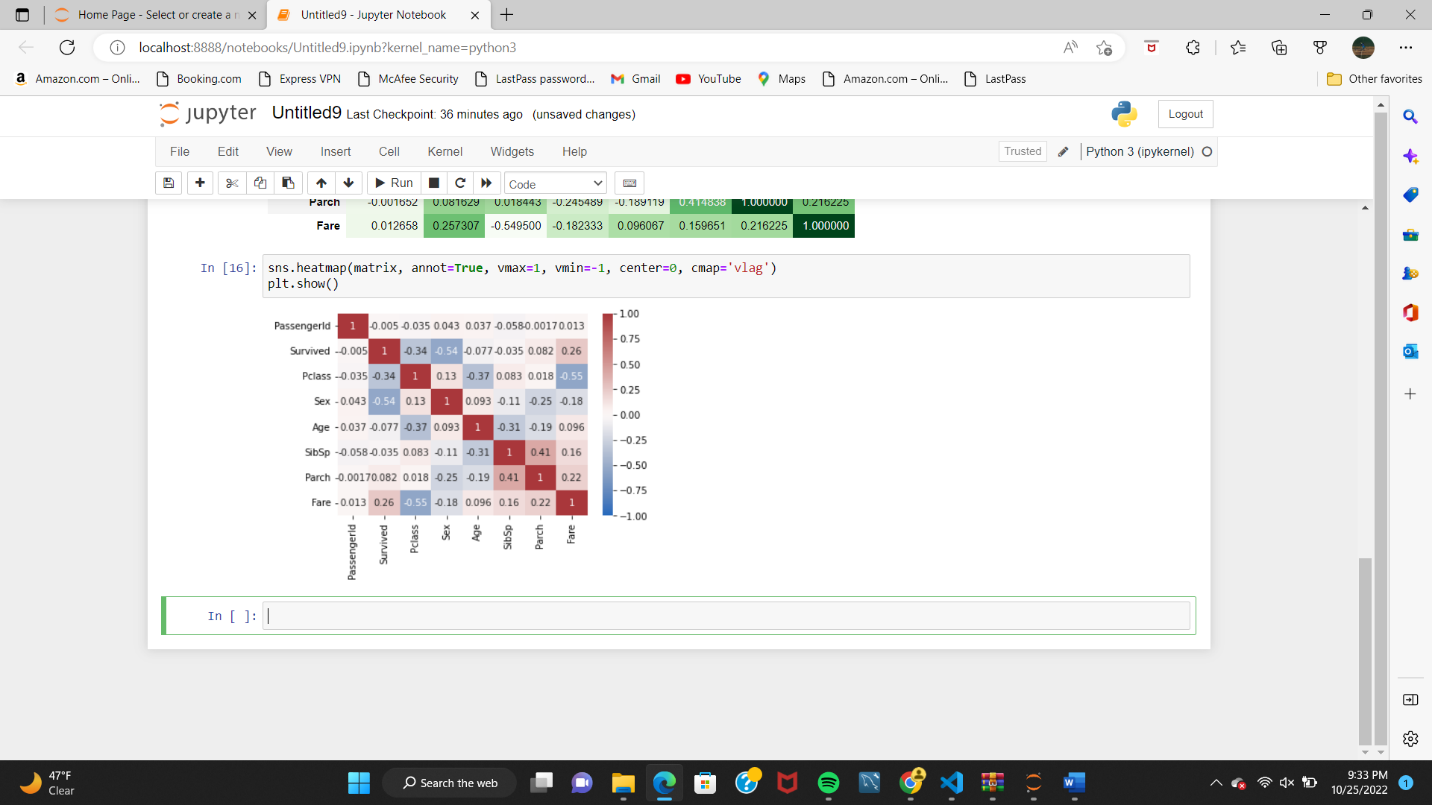 Home Page - Select or create a n
Untitled9 - Jupyter Notebook
localhost:8888/notebooks/Untitled9.ipynb?kernel_name=python3
Amazon.com – Onli...
Booking.com
Express VPN
McAfee Security
LastPass password...
Gmail
YouTube
Maps
Amazon.com – Onli...
LastPass
Other favorites
jupyter Untitled9 Last Checkpoint: 36 minutes ago (unsaved changes)
Logout
File Edit View Insert Cell Kernel Widgets Help
Trusted
Python 3 (ipykernel)
Run
Code
Parch -0.001652 0.081629 0.018443 -0.245489 -0.189119 0.414838 1.000000 0.216225
Fare 0.012658 0.257307 -0.549500 -0.182333 0.096067 0.159651 0.216225 1.000000
In [16]: sns.heatmap(matrix, annot=True, vmax=1, vmin=-1, center=0, cmap='vlag')
plt.show()
PassengerId 1 -0.005 -0.035 0.043 0.037 -0.058 -0.0017 0.013
Survived -0.005 1 -0.34 -0.54 -0.077 -0.035 0.082 0.26
Pclass -0.035 -0.34 1 0.13 -0.37 0.083 0.018 -0.55
Sex 0.043 -0.54 0.13 1 0.093 -0.11 -0.25 -0.18
Age 0.037 -0.077 -0.37 0.093 1 -0.31 -0.19 0.096
SibSp -0.058 -0.035 0.083 -0.11 -0.31 1 0.41 0.16
Parch -0.0017 0.082 0.018 -0.25 -0.19 0.41 1 0.22
Fare 0.013 0.26 -0.55 -0.18 0.096 0.16 0.22 1
PassengerId
Survived
Pclass
Sex
Age
SibSp
Parch
Fare
1.00
0.75
0.50
0.25
0.00
−0.25
−0.50
−0.75
−1.00
In [ ]:
47°F
Clear
Search the web
9:33 PM
10/25/2022
1